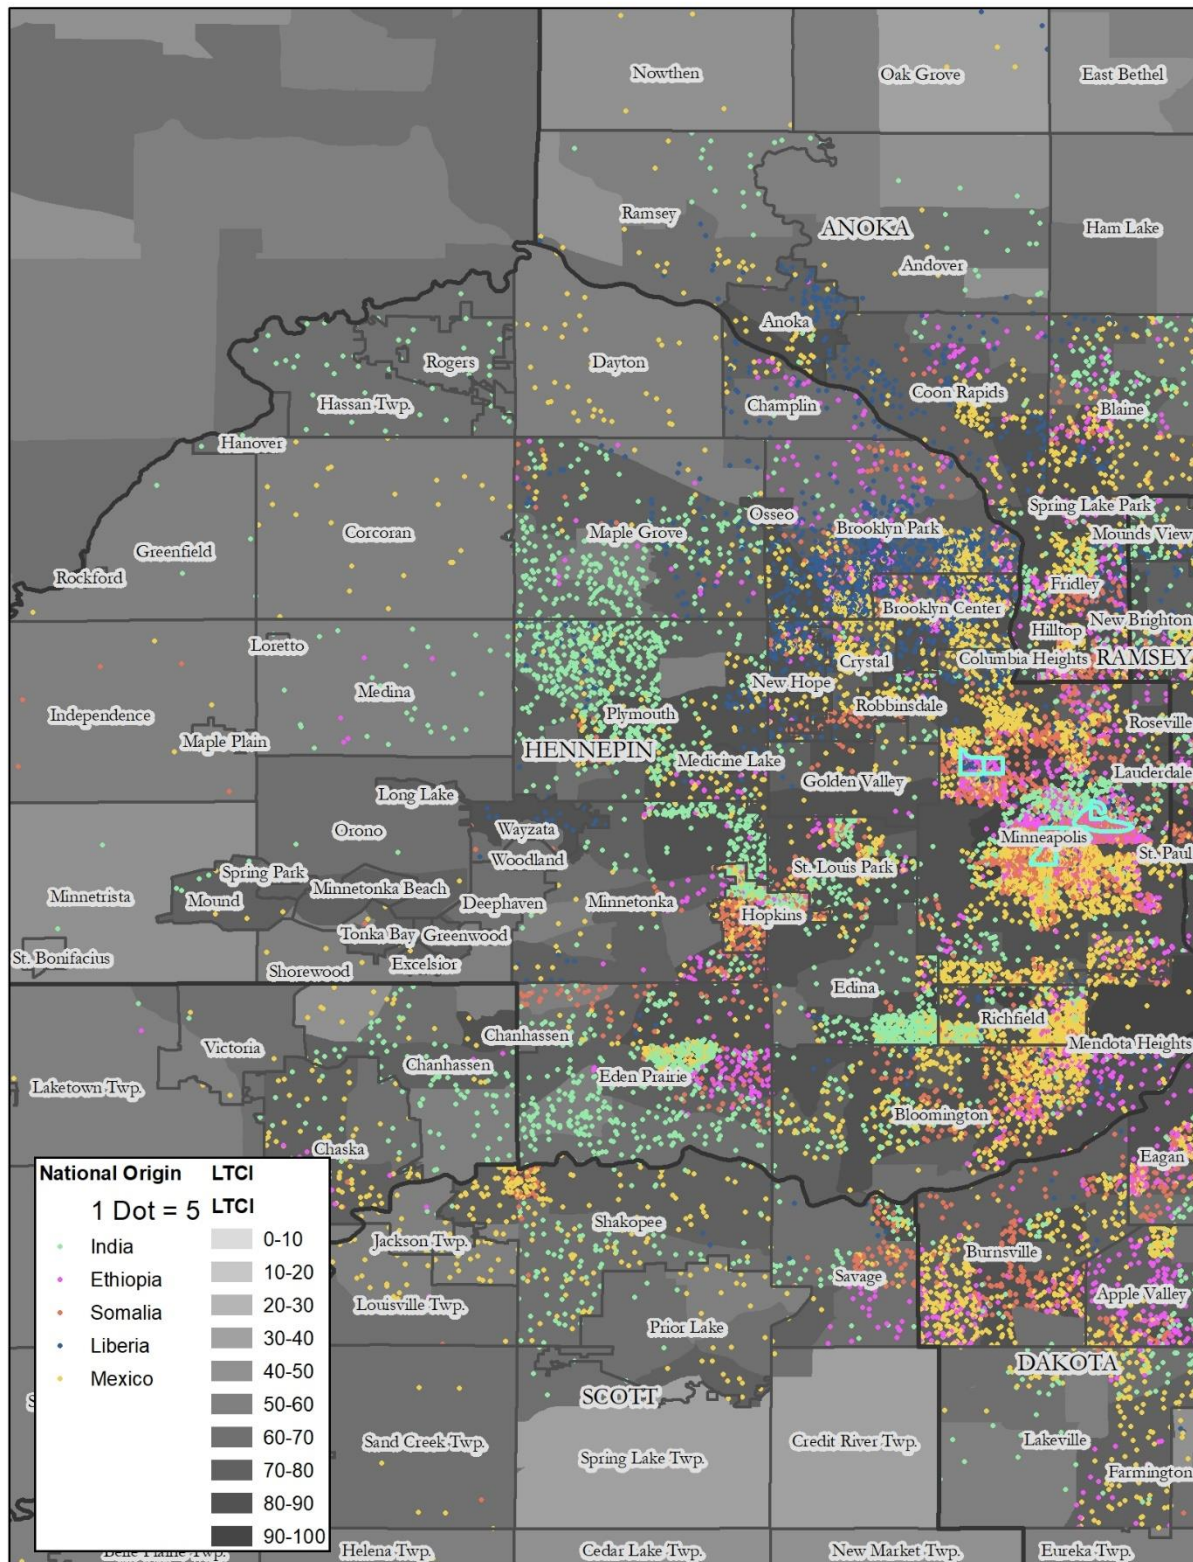 Nowthen
Oak Grove
East Bethel
Ramsey
ANOKA
Ham Lake
Andover
Anoka
Rogers
Dayton
Coon Rapids
Hassan Twp.
Champlin
Blaine
Hanover
Spring Lake Park
Osseo
Brooklyn Park
Mounds View
Corcoran
Maple Grove
Greenfield
Rockford
Fridley
Brooklyn Center
New Brighton
Hilltop
Loretto
Crystal
Columbia Heights
RAMSEY
New Hope
Medina
Robbinsdale
Independence
Plymouth
Roseville
Maple Plain
HENNEPIN
Medicine Lake
Golden Valley
Lauderdale
Long Lake
Orono
Wayzata
Minneapolis
St. Paul
Woodland
St. Louis Park
Spring Park
Minnetonka Beach
Minnetrista
Mound
Deephaven
Minnetonka
Hopkins
Tonka Bay
Greenwood
St. Bonifacius
Excelsior
Shorewood
Edina
Richfield
Chanhassen
Victoria
Mendota Heights
Chanhassen
Eden Prairie
Laketown Twp.
Bloomington
Chaska
Eagan
Shakopee
Jackson Twp.
Burnsville
Savage
Apple Valley
Louisville Twp.
Prior Lake
DAKOTA
SCOTT
Sand Creek Twp.
Spring Lake Twp.
Credit River Twp.
Lakeville
Farmington
Belle Plaine Twp.
Helena Twp.
Cedar Lake Twp.
New Market Twp.
Eureka Twp.
National Origin
1 Dot = 5
India
Ethiopia
Somalia
Liberia
Mexico
LTCI
LTCI
0-10
10-20
20-30
30-40
40-50
50-60
60-70
70-80
80-90
90-100